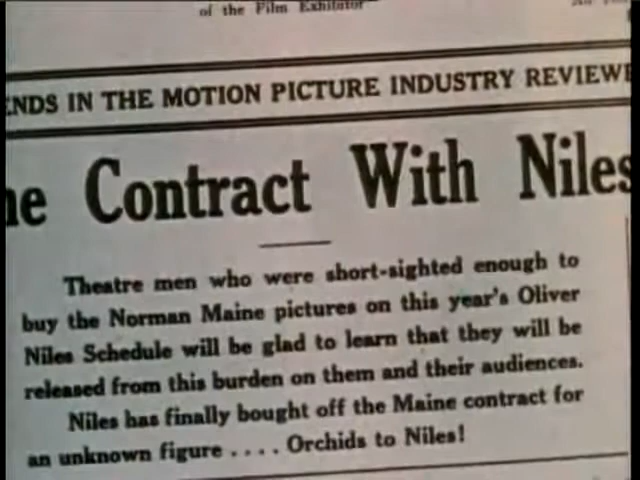 of the Film Exhibitor
ENDS IN THE MOTION PICTURE INDUSTRY REVIEWE
ne Contract With Niles
Theatre men who were short-sighted enough to
buy the Norman Maine pictures on this year's Oliver
Niles Schedule will be glad to learn that they will be
released from this burden on them and their audiences.
Niles has finally bought off the Maine contract for
an unknown figure .... Orchids to Niles!